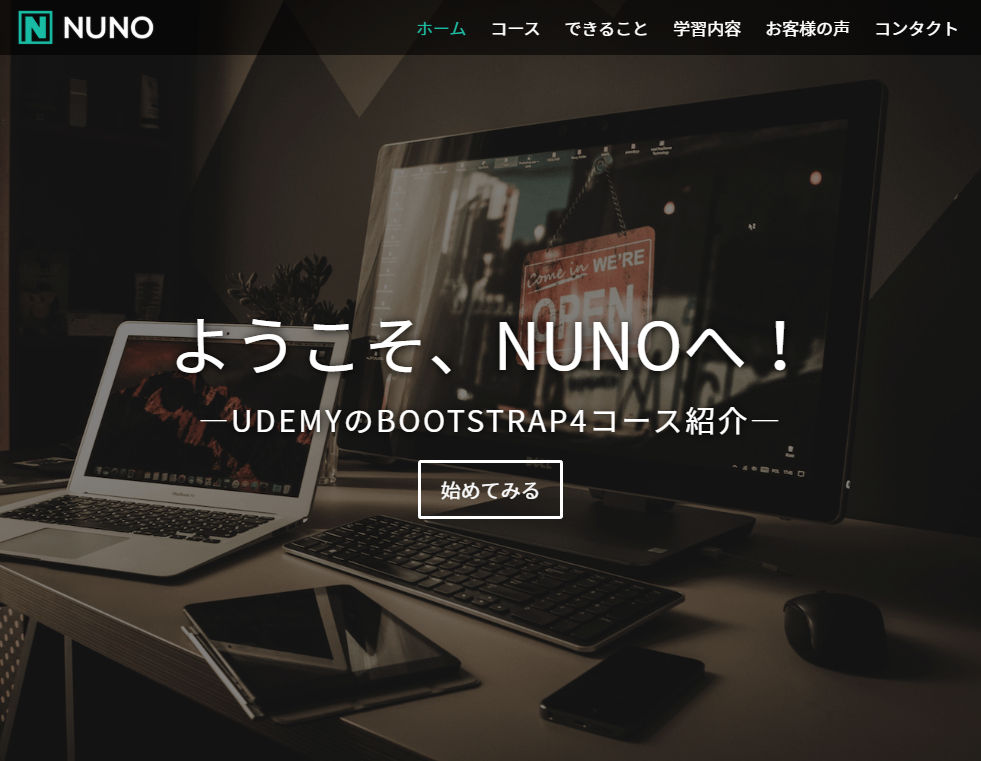 NUNO
ホーム コース できること 学習内容 お客様の声 コンタクト
come in WE'RE
OPEN
ようこそ、NUNOへ！
―UDEMYのBOOTSTRAP4コース紹介―
DELL
始めてみる